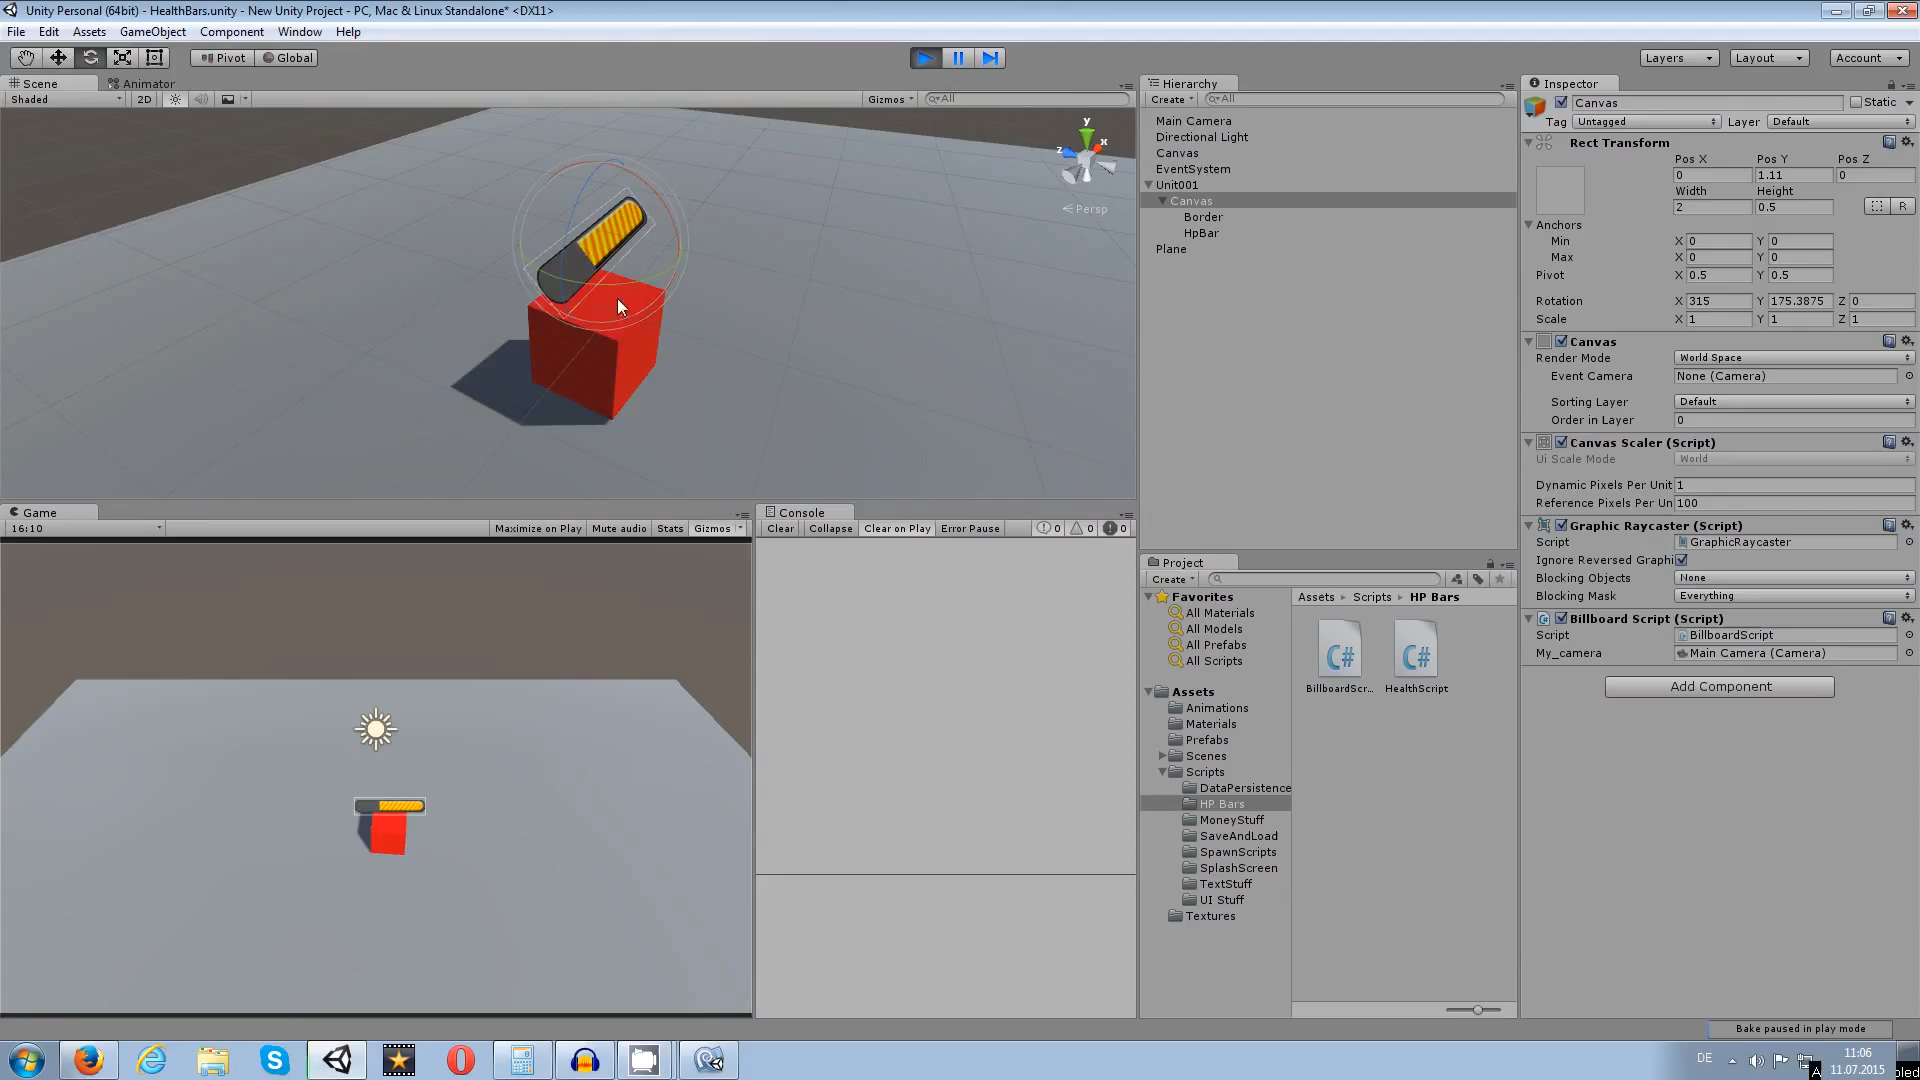 Unity Personal (64bit) - HealthBars.unity - New Unity Project - PC, Mac & Linux Standalone* <DX11>
File Edit Assets GameObject Component Window Help
Pivot Global Layers Layout Account
Scene Animator
Shaded 2D Gizmos All
y
x
z
Persp
Game
16:10 Maximize on Play Mute audio Stats Gizmos
Console
Clear Collapse Clear on Play Error Pause 0 0 0
Hierarchy
Create All
Main Camera
Directional Light
Canvas
EventSystem
Unit001
Canvas
Border
HpBar
Plane
Project
Create
Favorites
All Materials
All Models
All Prefabs
All Scripts
Assets
Animations
Materials
Prefabs
Scenes
Scripts
DataPersistence
HP Bars
MoneyStuff
SaveAndLoad
SpawnScripts
SplashScreen
TextStuff
UI Stuff
Textures
Assets Scripts HP Bars
C# C#
BillboardScr... HealthScript
Inspector
Canvas Static
Tag Untagged Layer Default
Rect Transform
Pos X Pos Y Pos Z
0 1.11 0
Width Height
2 0.5 R
Anchors
Min X 0 Y 0
Max X 0 Y 0
Pivot X 0.5 Y 0.5
Rotation X 315 Y 175.3875 Z 0
Scale X 1 Y 1 Z 1
Canvas
Render Mode World Space
Event Camera None (Camera)
Sorting Layer Default
Order in Layer 0
Canvas Scaler (Script)
Ui Scale Mode World
Dynamic Pixels Per Unit 1
Reference Pixels Per Un 100
Graphic Raycaster (Script)
Script GraphicRaycaster
Ignore Reversed Graphi
Blocking Objects None
Blocking Mask Everything
Billboard Script (Script)
Script BillboardScript
My_camera Main Camera (Camera)
Add Component
Bake paused in play mode
DE 11:06
11.07.2015